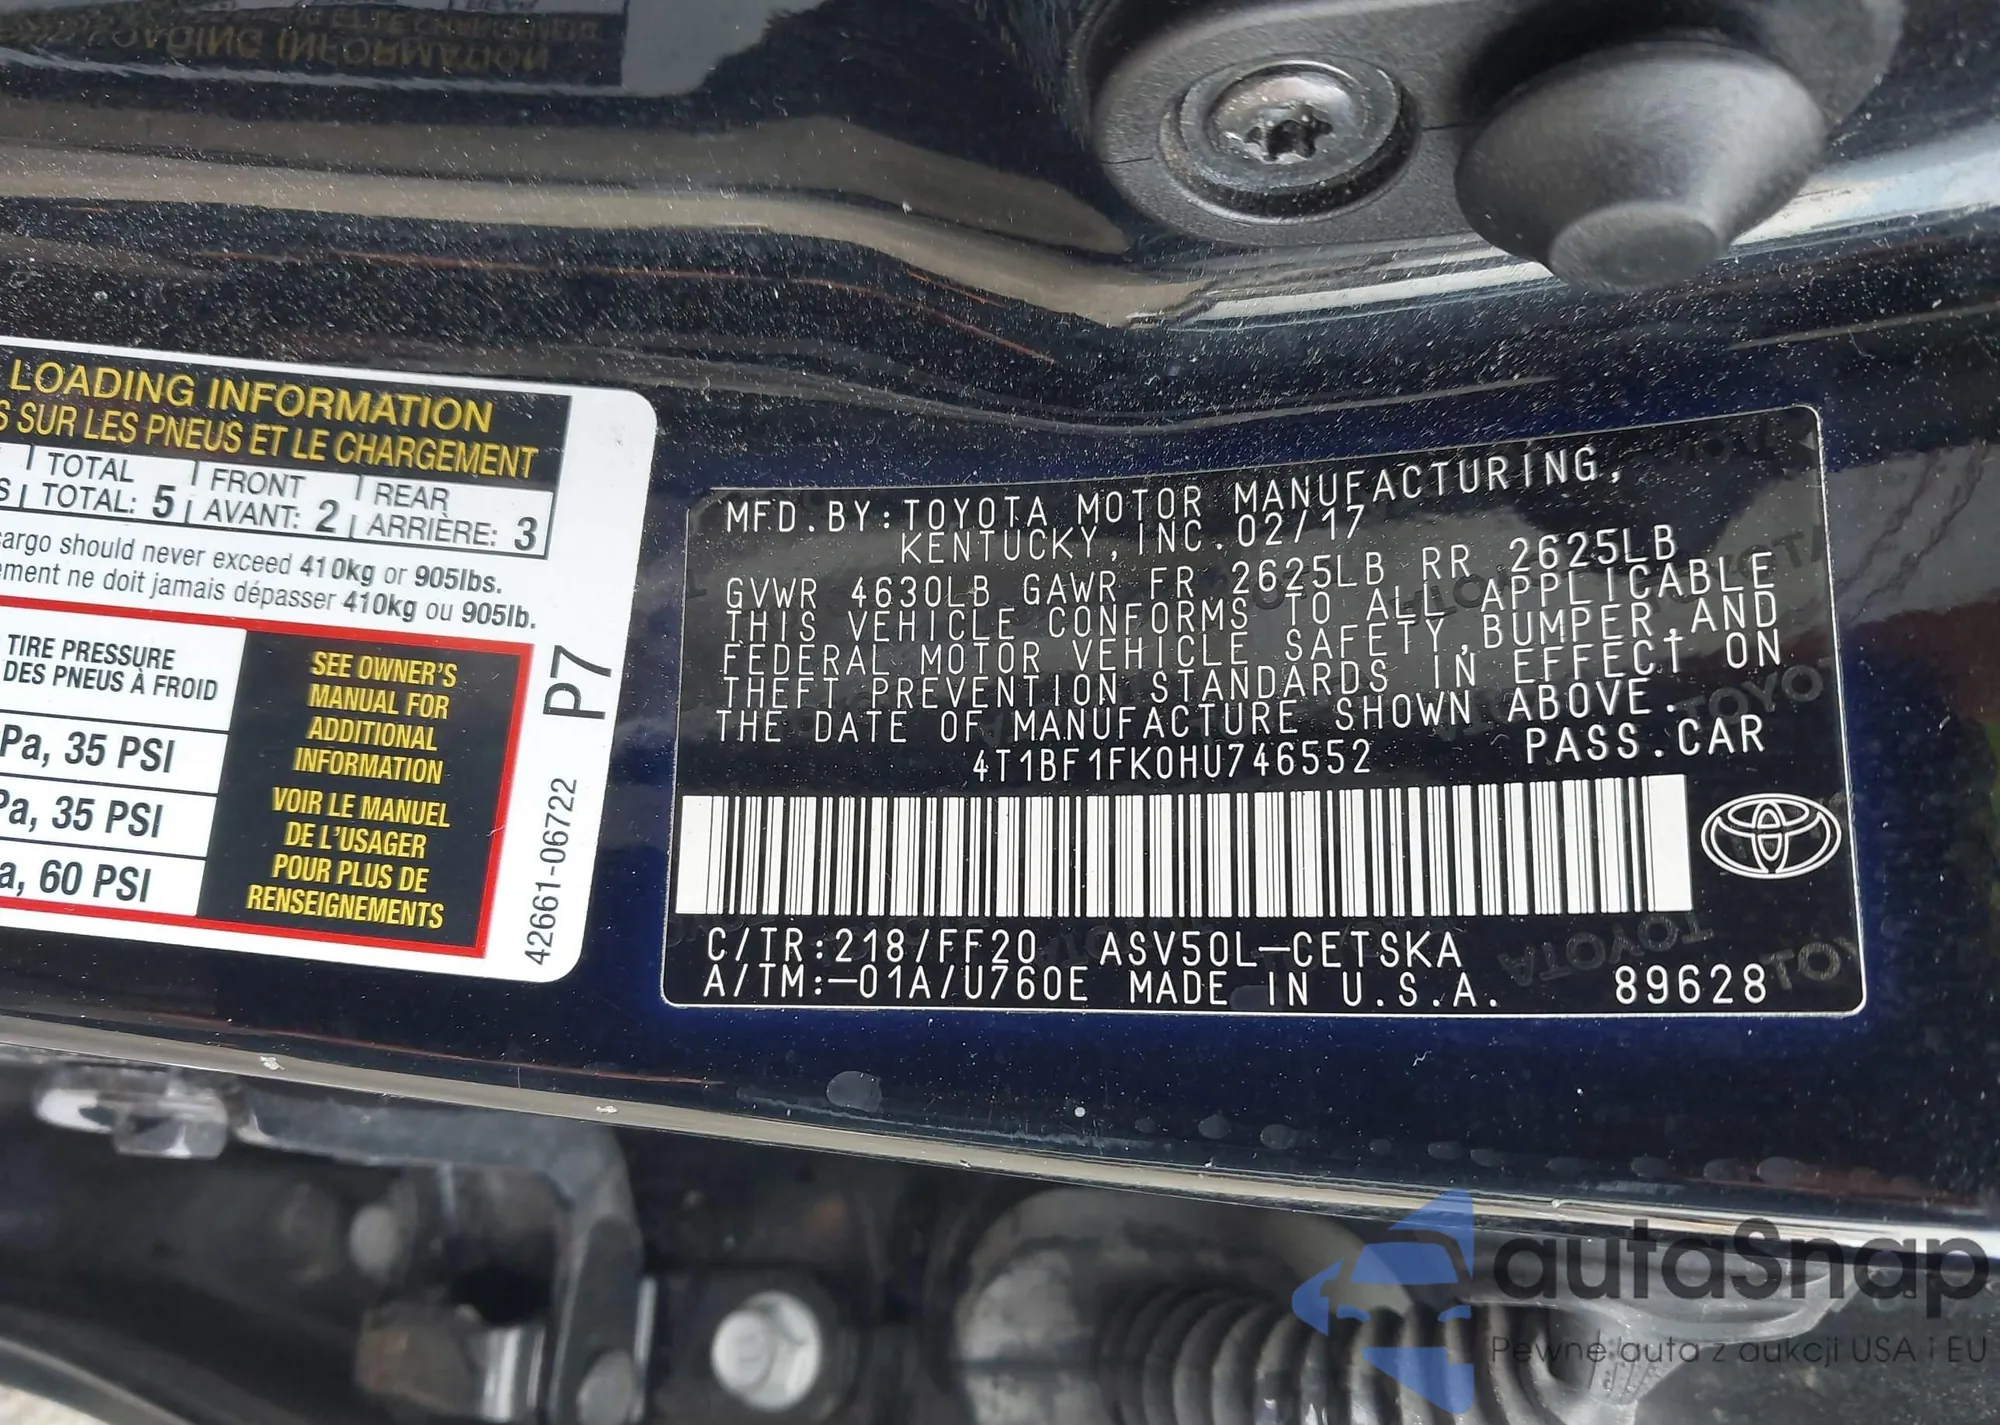 LOADING INFORMATION
LOADING INFORMATION
S SUR LES PNEUS ET LE CHARGEMENT
TOTAL FRONT REAR
S TOTAL: 5 AVANT: 2 ARRIÈRE: 3
argo should never exceed 410kg or 905lbs.
ement ne doit jamais dépasser 410kg ou 905lb.
TIRE PRESSURE
DES PNEUS À FROID
Pa, 35 PSI
Pa, 35 PSI
a, 60 PSI
SEE OWNER'S
MANUAL FOR
ADDITIONAL
INFORMATION
VOIR LE MANUEL
DE L'USAGER
POUR PLUS DE
RENSEIGNEMENTS
P7
42661-06722
MFD.BY:TOYOTA MOTOR MANUFACTURING,
KENTUCKY,INC.02/17
GVWR 4630LB GAWR FR 2625LB RR 2625LB
THIS VEHICLE CONFORMS TO ALL APPLICABLE
FEDERAL MOTOR VEHICLE SAFETY,BUMPER,AND
THEFT PREVENTION STANDARDS IN EFFECT ON
THE DATE OF MANUFACTURE SHOWN ABOVE.
4T1BF1FK0HU746552 PASS.CAR
C/TR:218/FF20 ASV50L-CETSKA
A/TM:-01A/U760E MADE IN U.S.A. 89628
autaSnap
Pewne auta z aukcji USA i EU